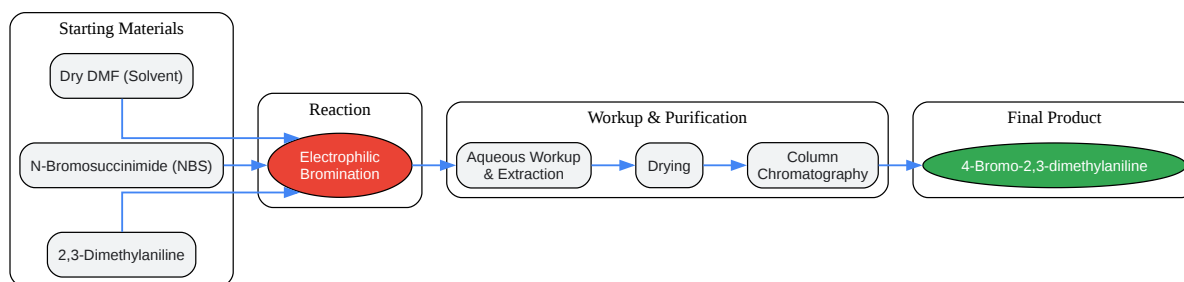 Starting Materials
Dry DMF (Solvent)
N-Bromosuccinimide (NBS)
2,3-Dimethylaniline
Reaction
Electrophilic
Bromination
Workup & Purification
Aqueous Workup
& Extraction
Drying
Column
Chromatography
Final Product
4-Bromo-2,3-dimethylaniline